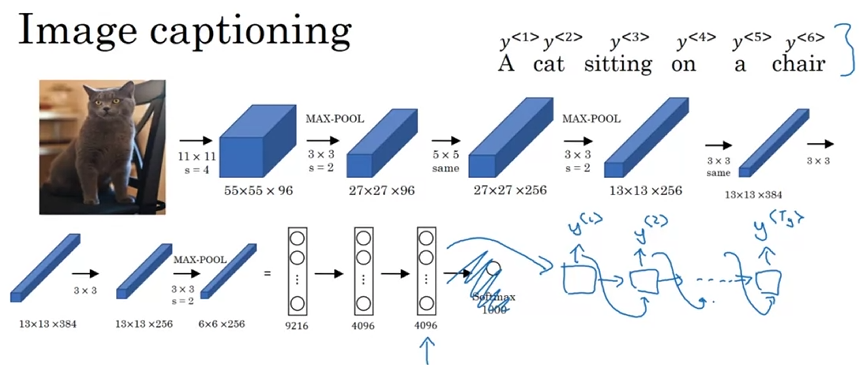 Image captioning
y<1> y<2> y<3> y<4> y<5> y<6>
A cat sitting on a chair
MAX-POOL
MAX-POOL
11 × 11
s = 4
3 × 3
s = 2
5 × 5
same
3 × 3
s = 2
3 × 3
same
3 × 3
55×55 × 96
27×27 ×96
27×27 ×256
13×13 ×256
13×13 ×384
y<1>
y<2>
y<Ty>
MAX-POOL
=
3 × 3
3 × 3
s = 2
Softmax
1000
13×13 ×384
13×13 ×256
6×6 ×256
9216
4096
4096